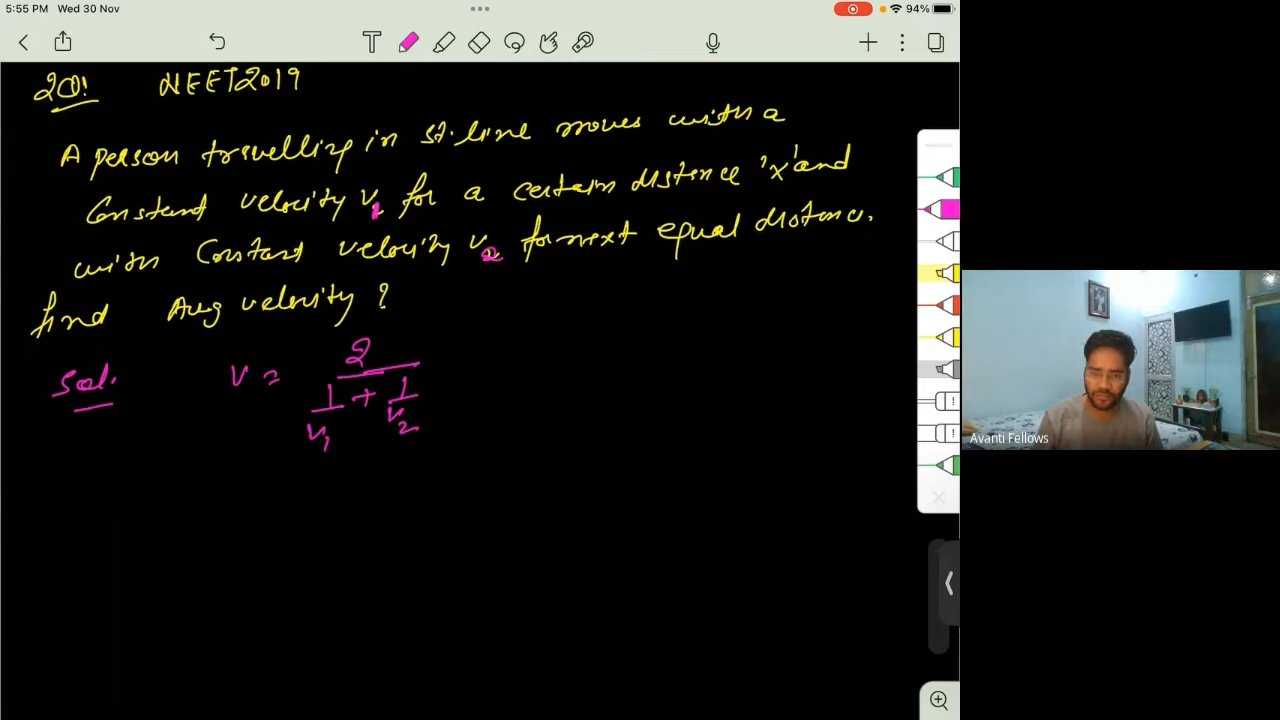 5:55 PM Wed 30 Nov
94%
20! NEET2019
A person travelling in st. line moves with a
Constant velocity v1 for a certain distance 'x' and
with Constant velocity v2 for next equal distance.
find Avg velocity ?
Sol.
v = 2 / (1/v1 + 1/v2)
Avanti Fellows